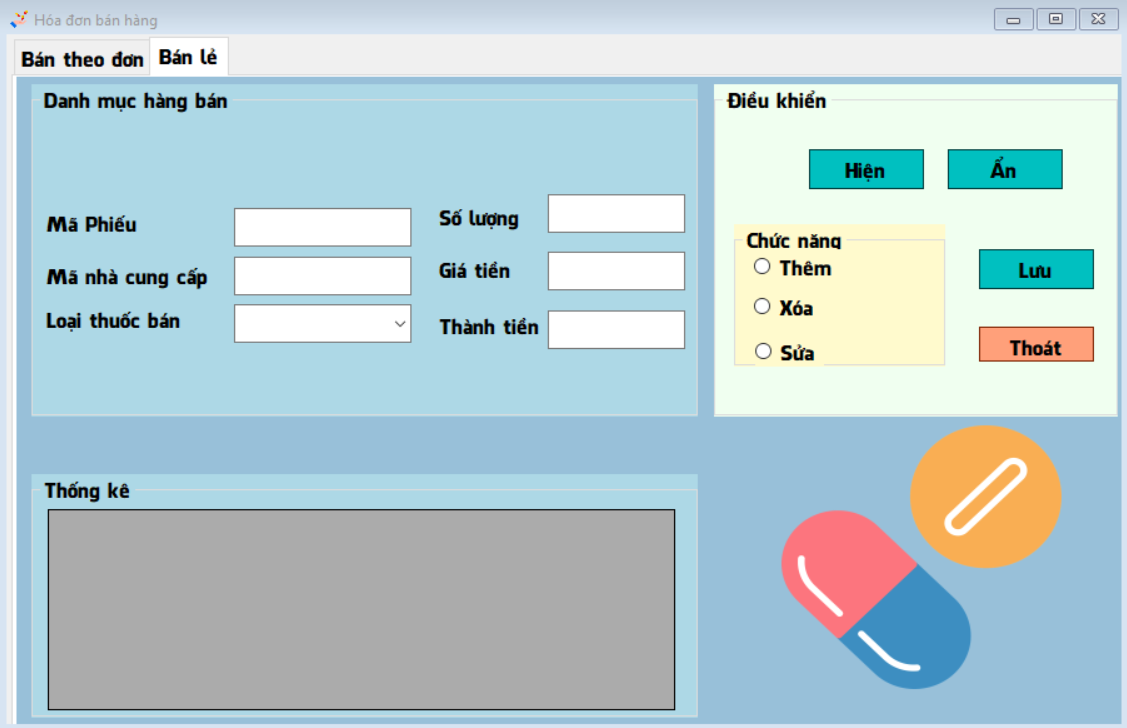 Hóa đơn bán hàng
Bán theo đơn
Bán lẻ
Danh mục hàng bán
Mã Phiếu
Mã nhà cung cấp
Loại thuốc bán
Số lượng
Giá tiền
Thành tiền
Điều khiển
Hiện
Ẩn
Chức năng
Thêm
Xóa
Sửa
Lưu
Thoát
Thống kê